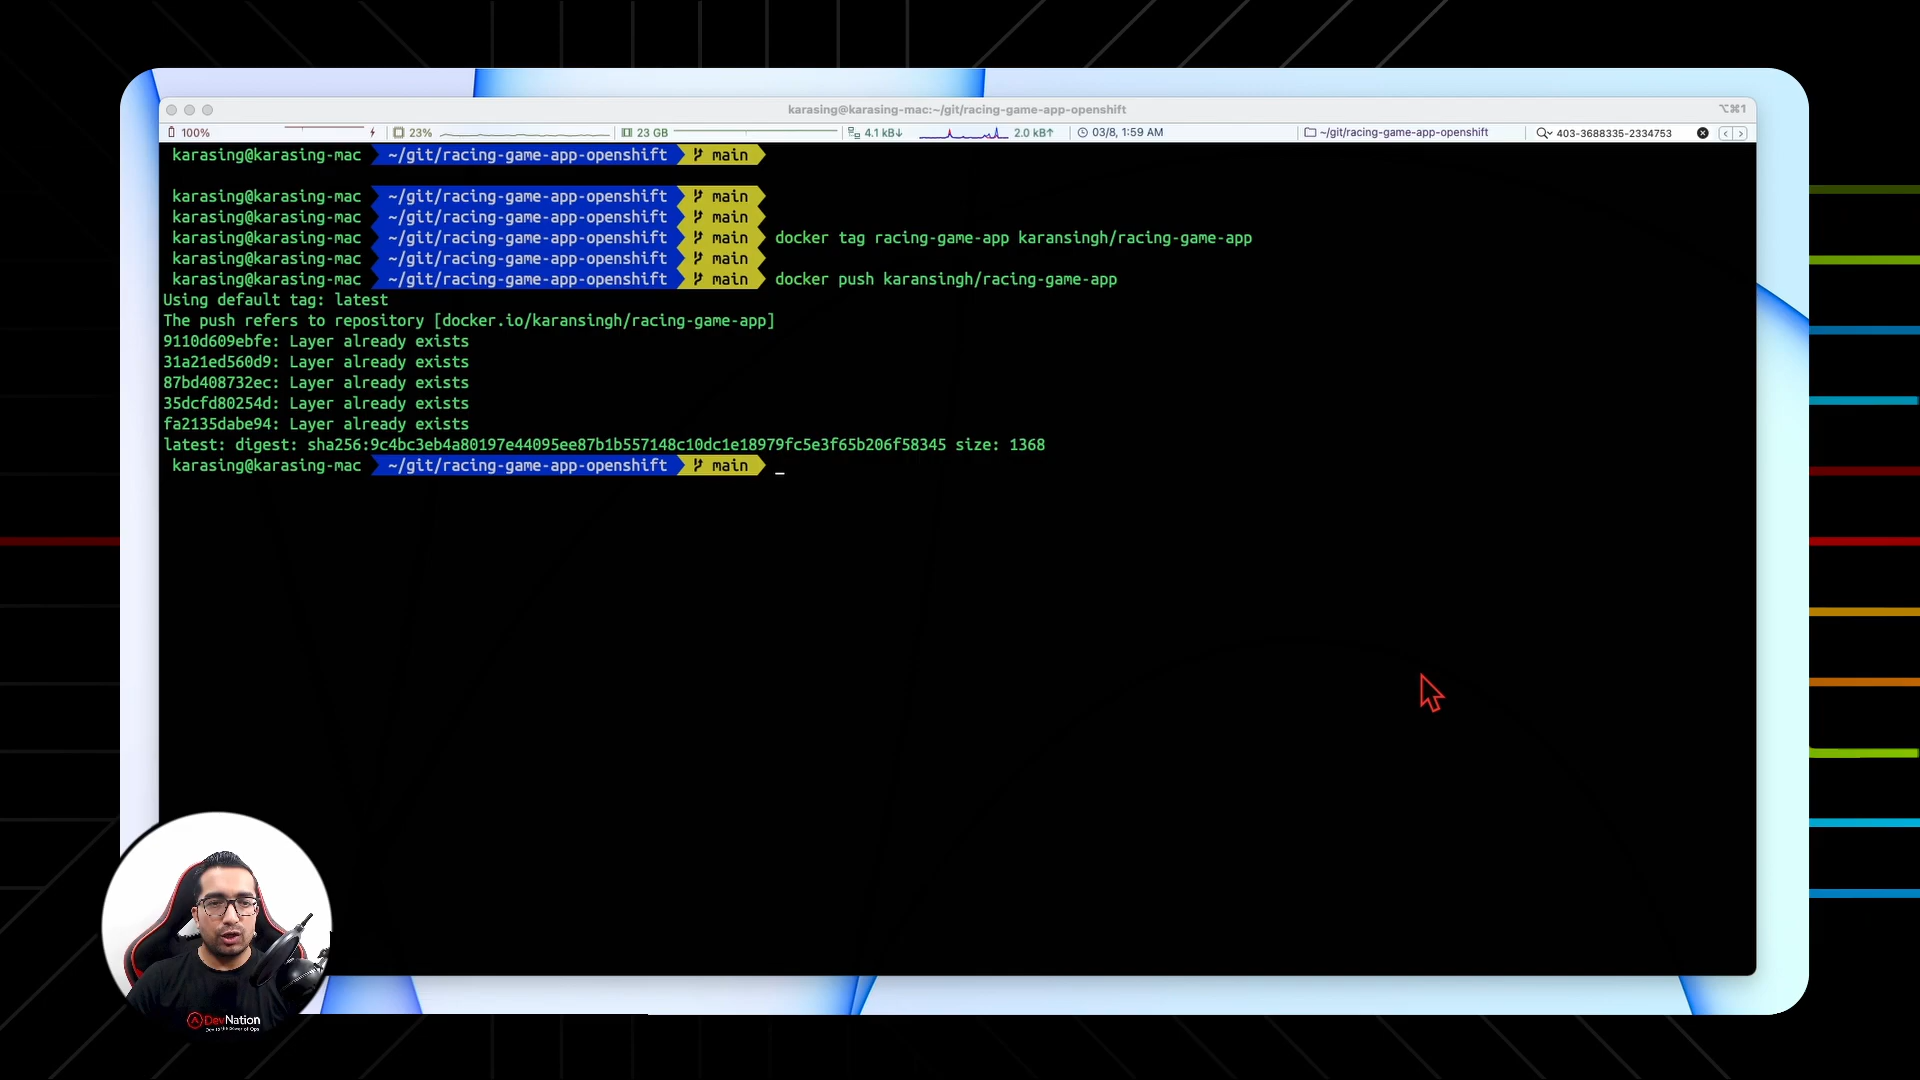 karasing@karasing-mac:~/git/racing-game-app-openshift
⌥⌘1
100%
23%
23 GB
4.1 kB↓
2.0 kB↑
03/8, 1:59 AM
~/git/racing-game-app-openshift
403-3688335-2334753
karasing@karasing-mac ~/git/racing-game-app-openshift main
karasing@karasing-mac ~/git/racing-game-app-openshift main
karasing@karasing-mac ~/git/racing-game-app-openshift main
karasing@karasing-mac ~/git/racing-game-app-openshift main docker tag racing-game-app karansingh/racing-game-app
karasing@karasing-mac ~/git/racing-game-app-openshift main
karasing@karasing-mac ~/git/racing-game-app-openshift main docker push karansingh/racing-game-app
Using default tag: latest
The push refers to repository [docker.io/karansingh/racing-game-app]
9110d609ebfe: Layer already exists
31a21ed560d9: Layer already exists
87bd408732ec: Layer already exists
35dcfd80254d: Layer already exists
fa2135dabe94: Layer already exists
latest: digest: sha256:9c4bc3eb4a80197e44095ee87b1b557148c10dc1e18979fc5e3f65b206f58345 size: 1368
karasing@karasing-mac ~/git/racing-game-app-openshift main _
DevNation
Dev to the power of Ops